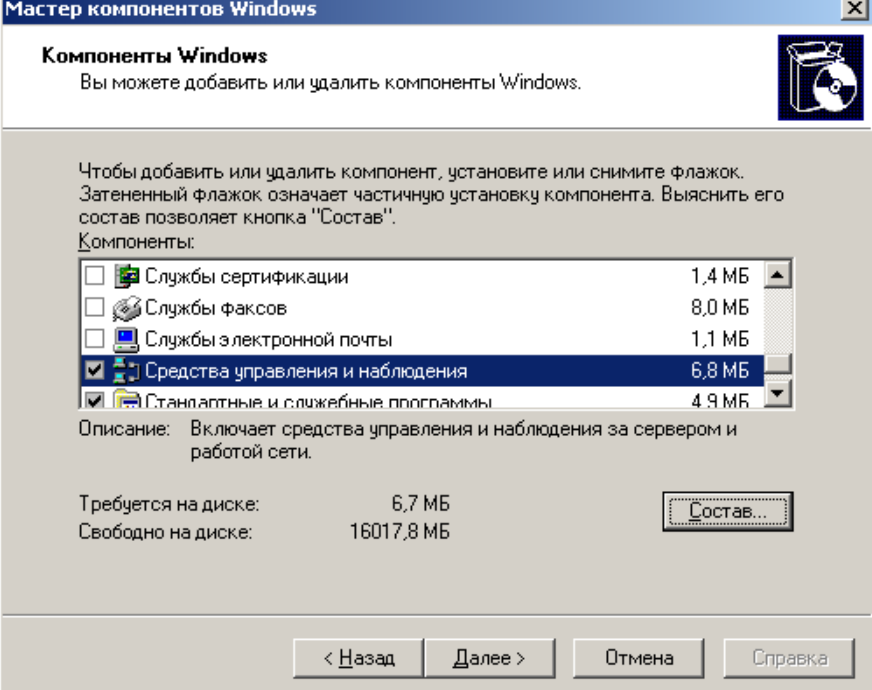 Мастер компонентов Windows
Компоненты Windows
Вы можете добавить или удалить компоненты Windows.
Чтобы добавить или удалить компонент, установите или снимите флажок.
Затененный флажок означает частичную установку компонента. Выяснить его
состав позволяет кнопка "Состав".
Компоненты:
Службы сертификации 1,4 МБ
Службы факсов 8,0 МБ
Службы электронной почты 1,1 МБ
Средства управления и наблюдения 6,8 МБ
Стандартные и служебные программы 4,9 МБ
Описание: Включает средства управления и наблюдения за сервером и
работой сети.
Требуется на диске: 6,7 МБ
Состав...
Свободно на диске: 16017,8 МБ
< Назад Далее > Отмена Справка